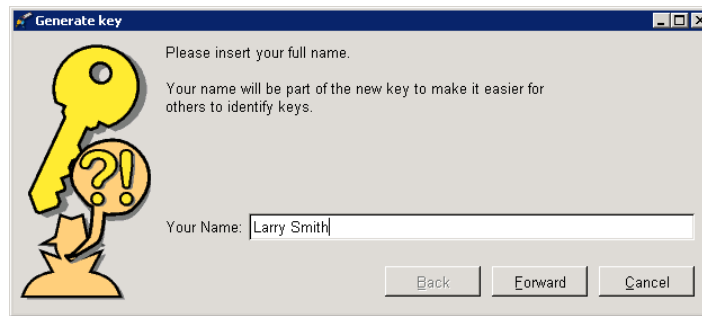 Generate key
Please insert your full name.
Your name will be part of the new key to make it easier for
others to identify keys.
?!
Your Name: Larry Smith
Back Forward Cancel